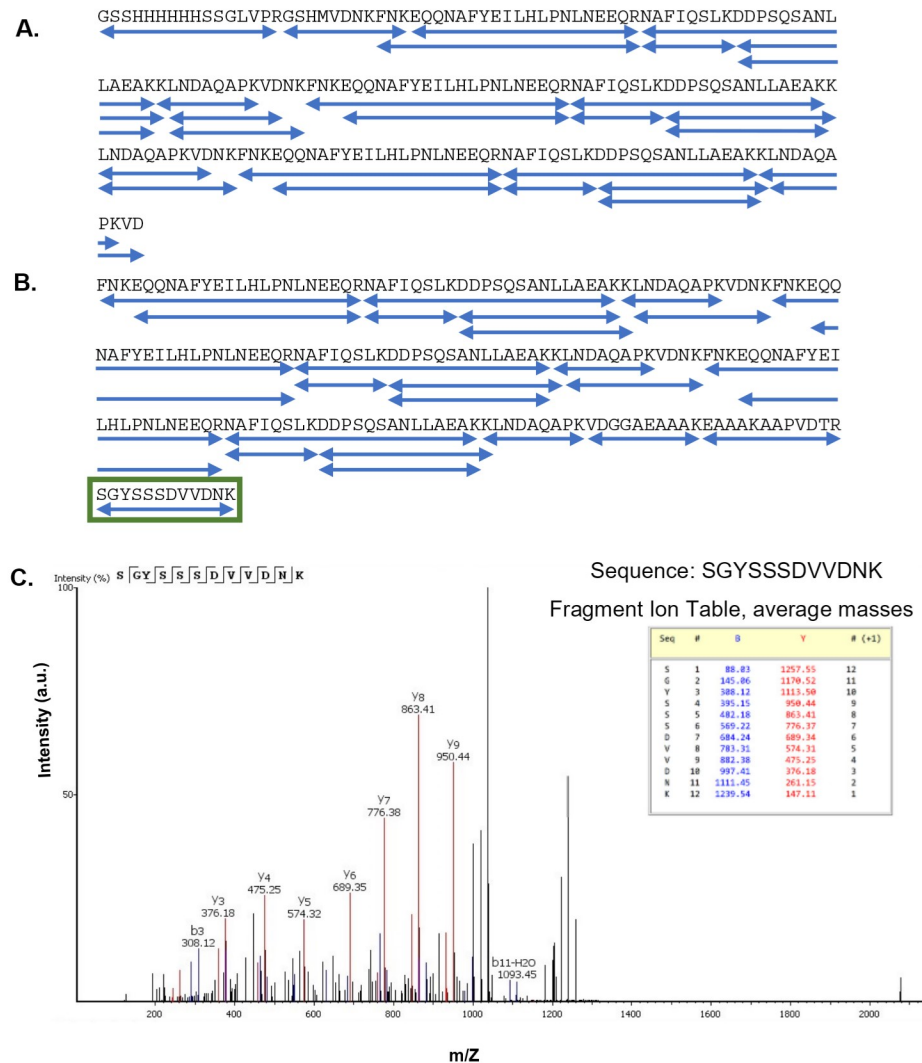 A.
GSSHHHHHHSSGLVPRGSHMVDNKFNKEQQNAFYEILHLPNLNEEQRNAFIQSLKDDPSQSANL
LAEAKKLNDAQAPKVDNKFNKEQQNAFYEILHLPNLNEEQRNAFIQSLKDDPSQSANLLAEAKK
LNDAQAPKVDNKFNKEQQNAFYEILHLPNLNEEQRNAFIQSLKDDPSQSANLLAEAKKLNDAQA
PKVD
B.
FNKEQQNAFYEILHLPNLNEEQRNAFIQSLKDDPSQSANLLAEAKKLNDAQAPKVDNKFNKEQQ
NAFYEILHLPNLNEEQRNAFIQSLKDDPSQSANLLAEAKKLNDAQAPKVDNKFNKEQQNAFYEI
LHLPNLNEEQRNAFIQSLKDDPSQSANLLAEAKKLNDAQAPKVDGGAEAAAKEAAAKAAPVDTR
SGYSSSDVVDNK
C.
Intensity (%) S G Y S S S D V V D N K
Sequence: SGYSSSDVVDNK
Fragment Ion Table, average masses
Seq # B Y # (+1)
S 1 88.03 1257.55 12
G 2 145.06 1170.52 11
Y 3 308.12 1113.50 10
S 4 395.15 950.44 9
S 5 482.18 863.41 8
S 6 569.22 776.37 7
D 7 684.24 689.34 6
V 8 783.31 574.31 5
V 9 882.38 475.25 4
D 10 997.41 376.18 3
N 11 1111.45 261.15 2
K 12 1239.54 147.11 1
100
50
Intensity (a.u.)
y8
863.41
y9
950.44
y7
776.38
y6
689.35
y4
475.25
y5
574.32
y3
376.18
b3
308.12
b11-H2O
1093.45
200 400 600 800 1000 1200 1400 1600 1800 2000
m/Z